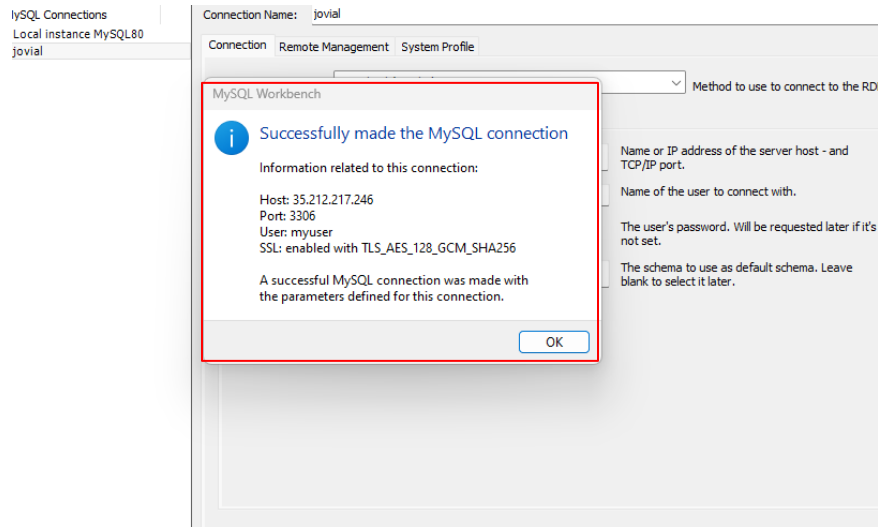 lySQL Connections
Local instance MySQL80
jovial
Connection Name: jovial
Connection Remote Management System Profile
Method to use to connect to the RD
MySQL Workbench
Successfully made the MySQL connection
Information related to this connection:
Host: 35.212.217.246
Port: 3306
User: myuser
SSL: enabled with TLS_AES_128_GCM_SHA256
A successful MySQL connection was made with
the parameters defined for this connection.
OK
Name or IP address of the server host - and
TCP/IP port.
Name of the user to connect with.
The user's password. Will be requested later if it's
not set.
The schema to use as default schema. Leave
blank to select it later.